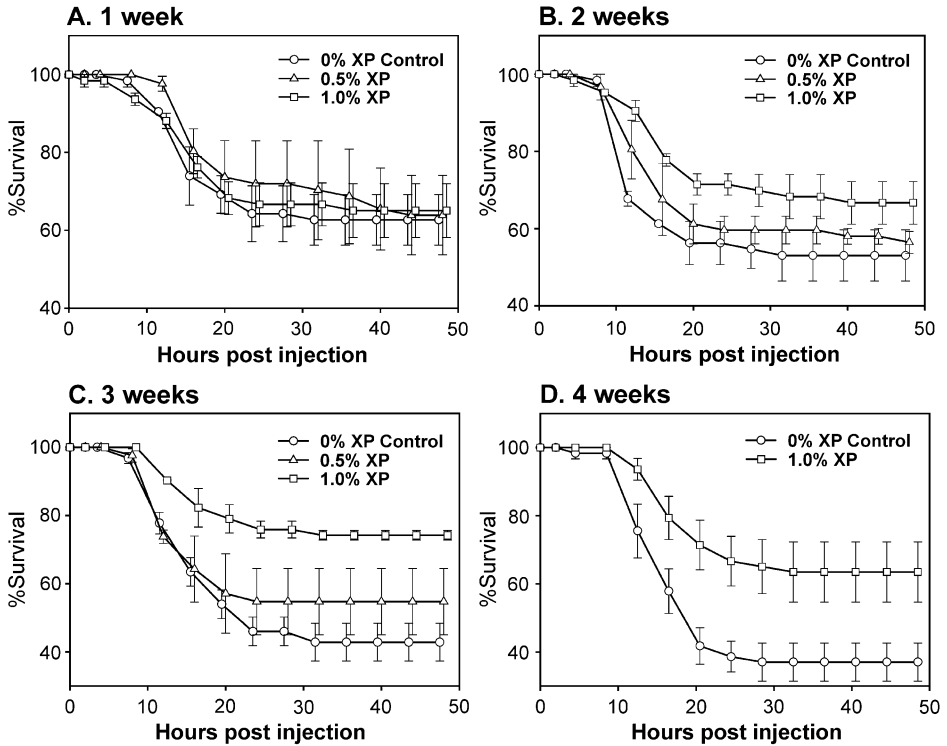 A. 1 week
0% XP Control
0.5% XP
1.0% XP
%Survival
100
80
60
40
0 10 20 30 40 50
Hours post injection
B. 2 weeks
0% XP Control
0.5% XP
1.0% XP
%Survival
100
80
60
40
0 10 20 30 40 50
Hours post injection
C. 3 weeks
0% XP Control
0.5% XP
1.0% XP
%Survival
100
80
60
40
0 10 20 30 40 50
Hours post injection
D. 4 weeks
0% XP Control
1.0% XP
%Survival
100
80
60
40
0 10 20 30 40 50
Hours post injection